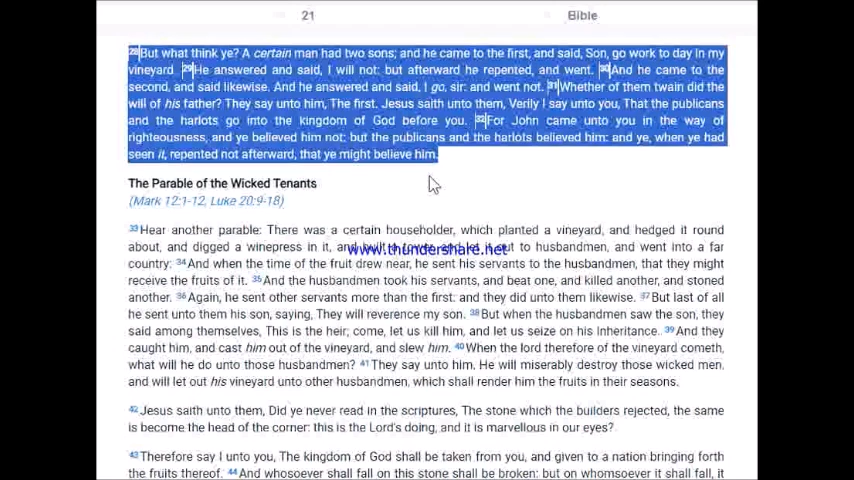 21 Bible
28But what think ye? A certain man had two sons; and he came to the first, and said, Son, go work to day in my
vineyard. 29He answered and said, I will not: but afterward he repented, and went. 30And he came to the
second, and said likewise. And he answered and said, I go, sir: and went not. 31Whether of them twain did the
will of his father? They say unto him, The first. Jesus saith unto them, Verily I say unto you, That the publicans
and the harlots go into the kingdom of God before you. 32For John came unto you in the way of
righteousness, and ye believed him not: but the publicans and the harlots believed him: and ye, when ye had
seen it, repented not afterward, that ye might believe him.
The Parable of the Wicked Tenants
(Mark 12:1-12, Luke 20:9-18)
33Hear another parable: There was a certain householder, which planted a vineyard, and hedged it round
about, and digged a winepress in it, and built a tower, and let it out to husbandmen, and went into a far
www.thundershare.net
country: 34And when the time of the fruit drew near, he sent his servants to the husbandmen, that they might
receive the fruits of it. 35And the husbandmen took his servants, and beat one, and killed another, and stoned
another. 36Again, he sent other servants more than the first: and they did unto them likewise. 37But last of all
he sent unto them his son, saying, They will reverence my son. 38But when the husbandmen saw the son, they
said among themselves, This is the heir; come, let us kill him, and let us seize on his Inheritance.. 39And they
caught him, and cast him out of the vineyard, and slew him. 40When the lord therefore of the vineyard cometh,
what will he do unto those husbandmen? 41They say unto him. He will miserably destroy those wicked men.
and will let out his vineyard unto other husbandmen, which shall render him the fruits in their seasons.
42Jesus saith unto them, Did ye never read in the scriptures, The stone which the builders rejected, the same
is become the head of the corner: this is the Lord's doing, and it is marvellous in our eyes?
43Therefore say I unto you, The kingdom of God shall be taken from you, and given to a nation bringing forth
the fruits thereof. 44And whosoever shall fall on this stone shall be broken: but on whomsoever it shall fall, it